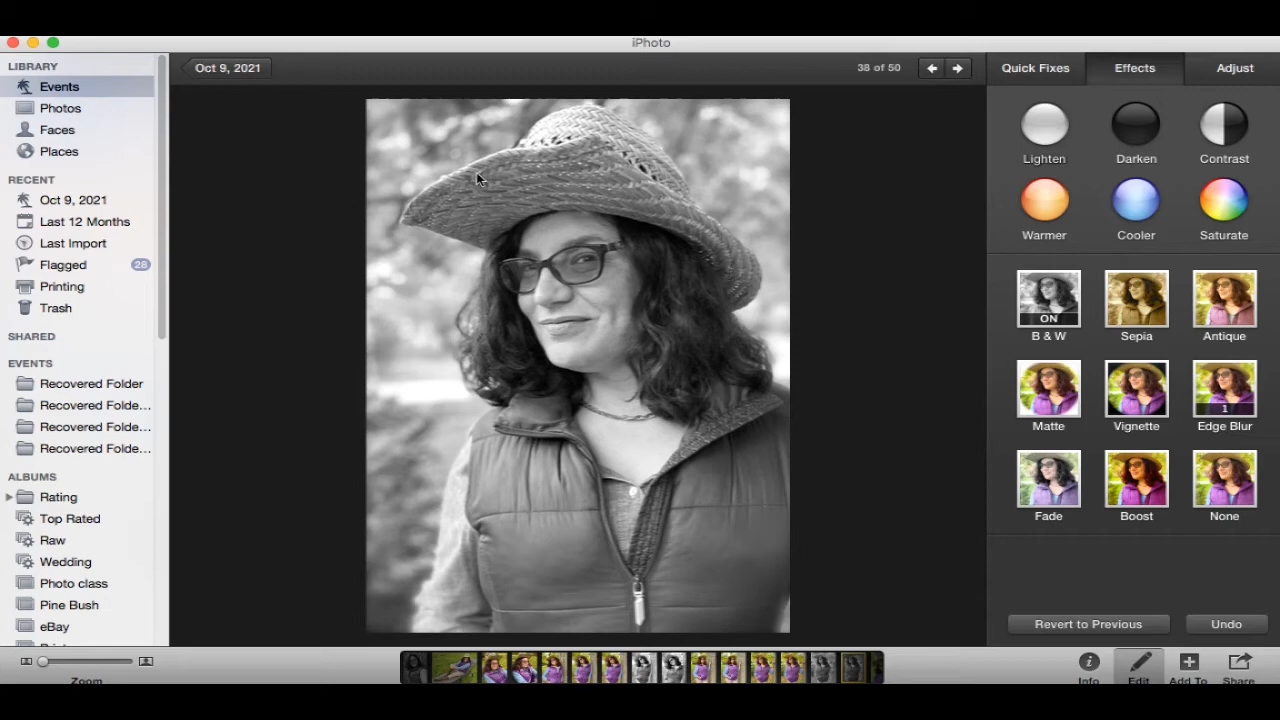 iPhoto
LIBRARY
Events
Photos
Faces
Places
RECENT
Oct 9, 2021
Last 12 Months
Last Import
Flagged 28
Printing
Trash
SHARED
EVENTS
Recovered Folder
Recovered Folde...
Recovered Folde...
Recovered Folde...
ALBUMS
Rating
Top Rated
Raw
Wedding
Photo class
Pine Bush
eBay
Zoom
Oct 9, 2021
38 of 50
Quick Fixes Effects Adjust
Lighten Darken Contrast
Warmer Cooler Saturate
ON
B & W Sepia Antique
1
Matte Vignette Edge Blur
Fade Boost None
Revert to Previous Undo
Info Edit Add To Share